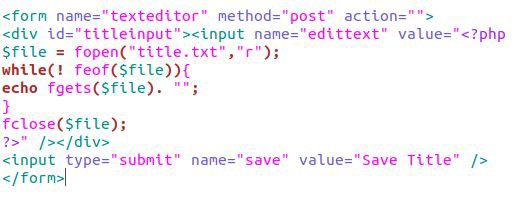 <form name="texteditor" method="post" action="">
<div id="titleinput"><input name="edittext" value="<?php
$file = fopen("title.txt","r");
while(! feof($file)){
echo fgets($file). "";
}
fclose($file);
?>" /></div>
<input type="submit" name="save" value="Save Title" />
</form>